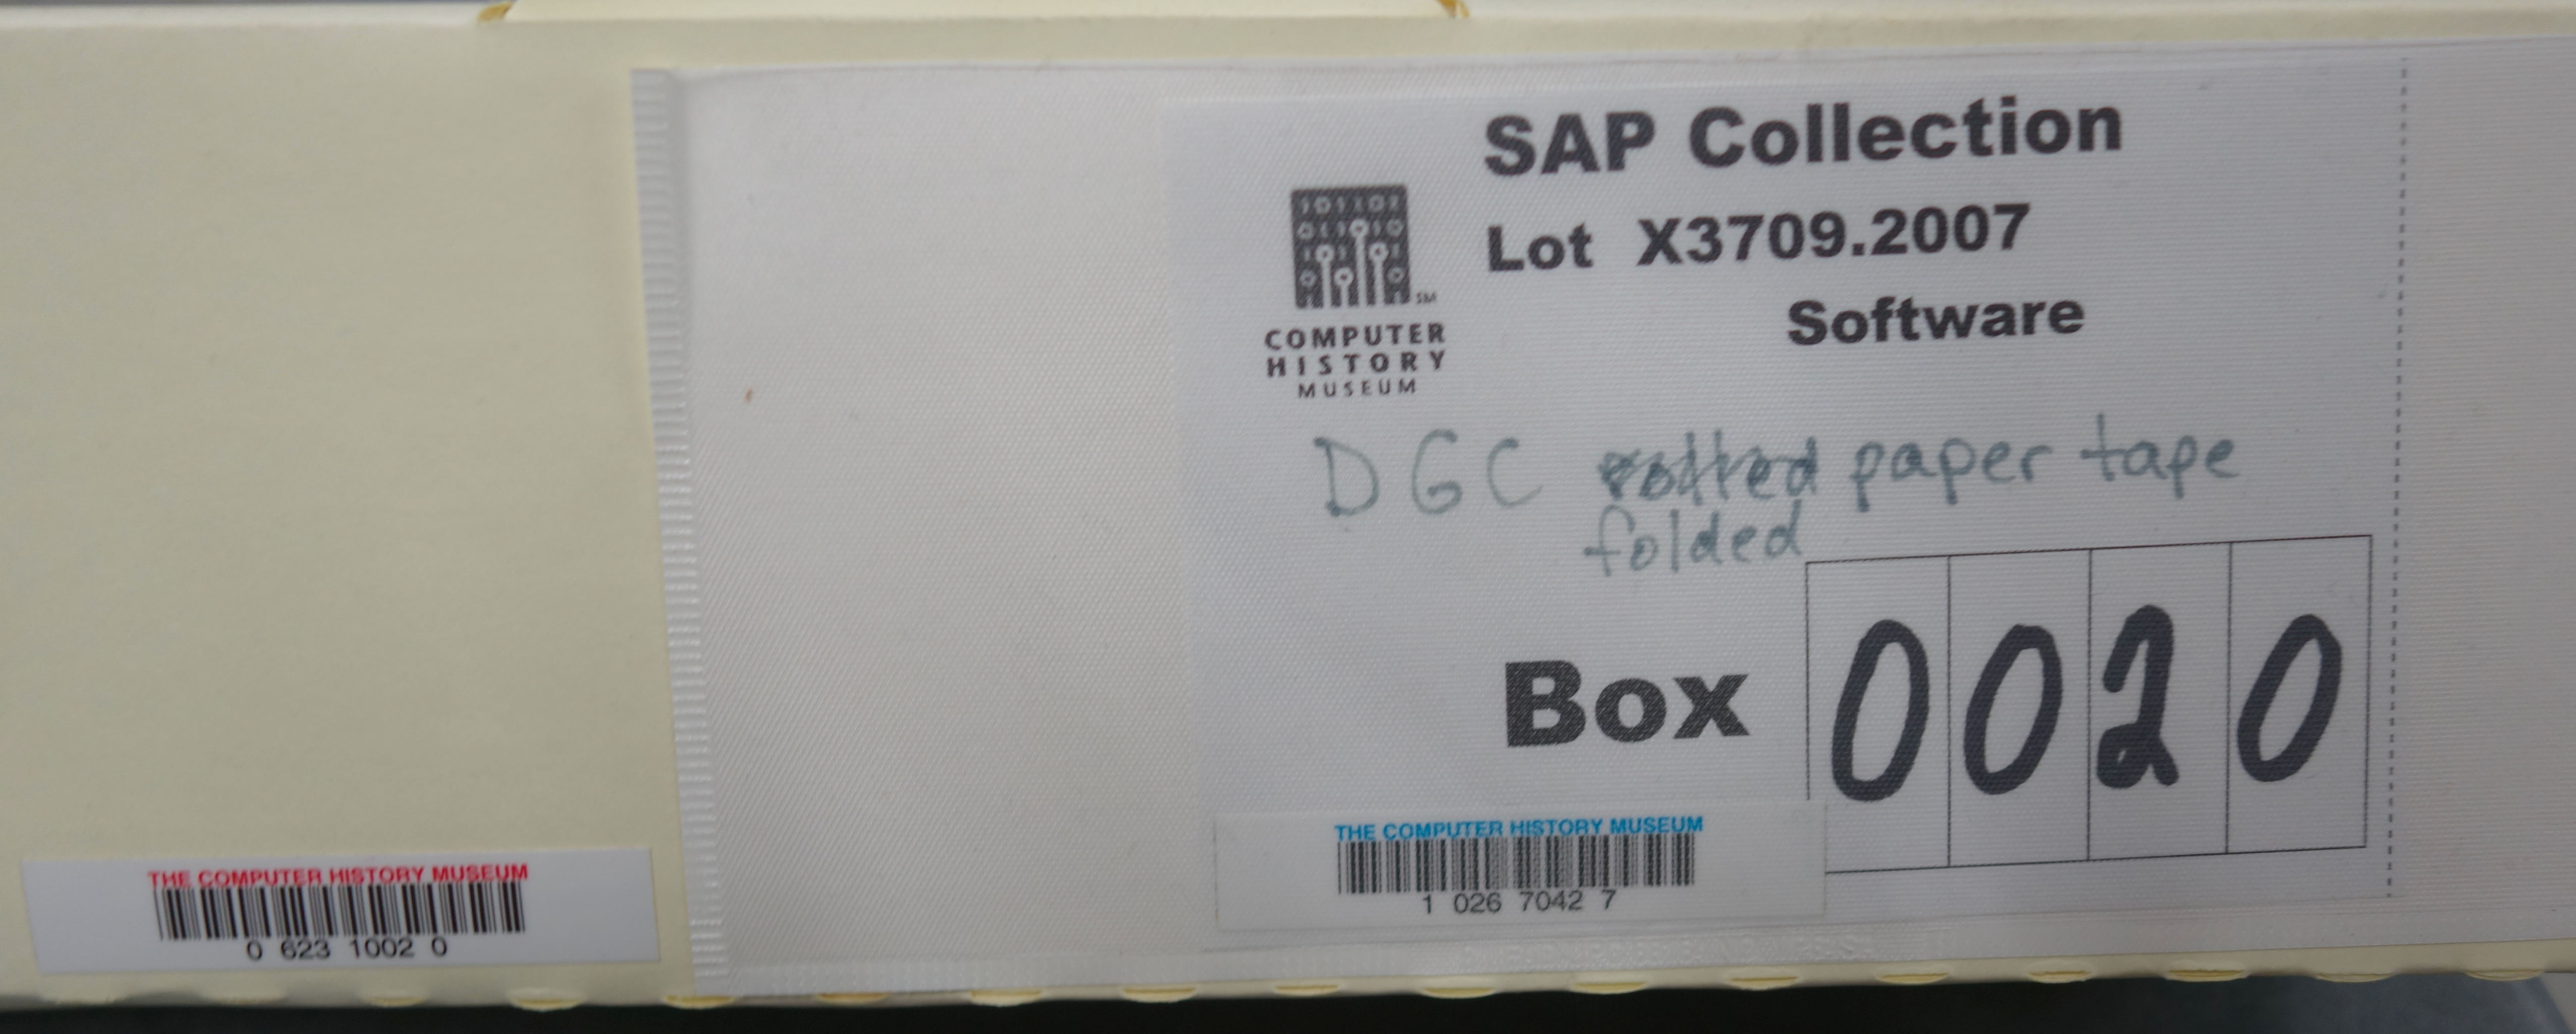 SAP Collection
Lot X3709.2007
Software
COMPUTER
HISTORY
MUSEUM
SM
DGC rolled paper tape
folded
Box 0020
THE COMPUTER HISTORY MUSEUM
1 026 7042 7
THE COMPUTER HISTORY MUSEUM
0 623 1002 0